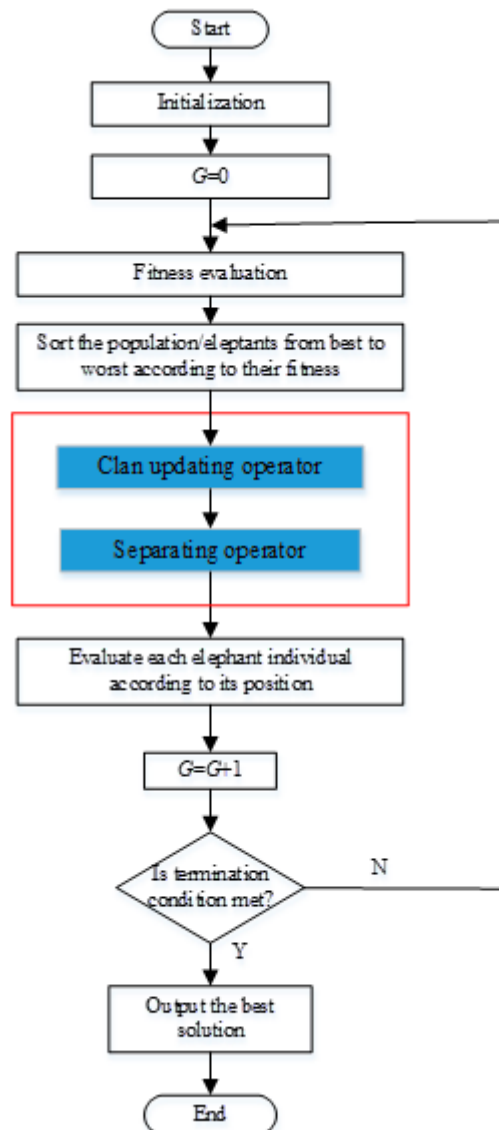 Start
Initialization
G=0
Fitness evaluation
Sort the population/eleptants from best to
worst according to their fitness
Clan updating operator
Separating operator
Evaluate each elephant individual
according to its position
G=G+1
Is termination
condition met?
N
Y
Output the best
solution
End